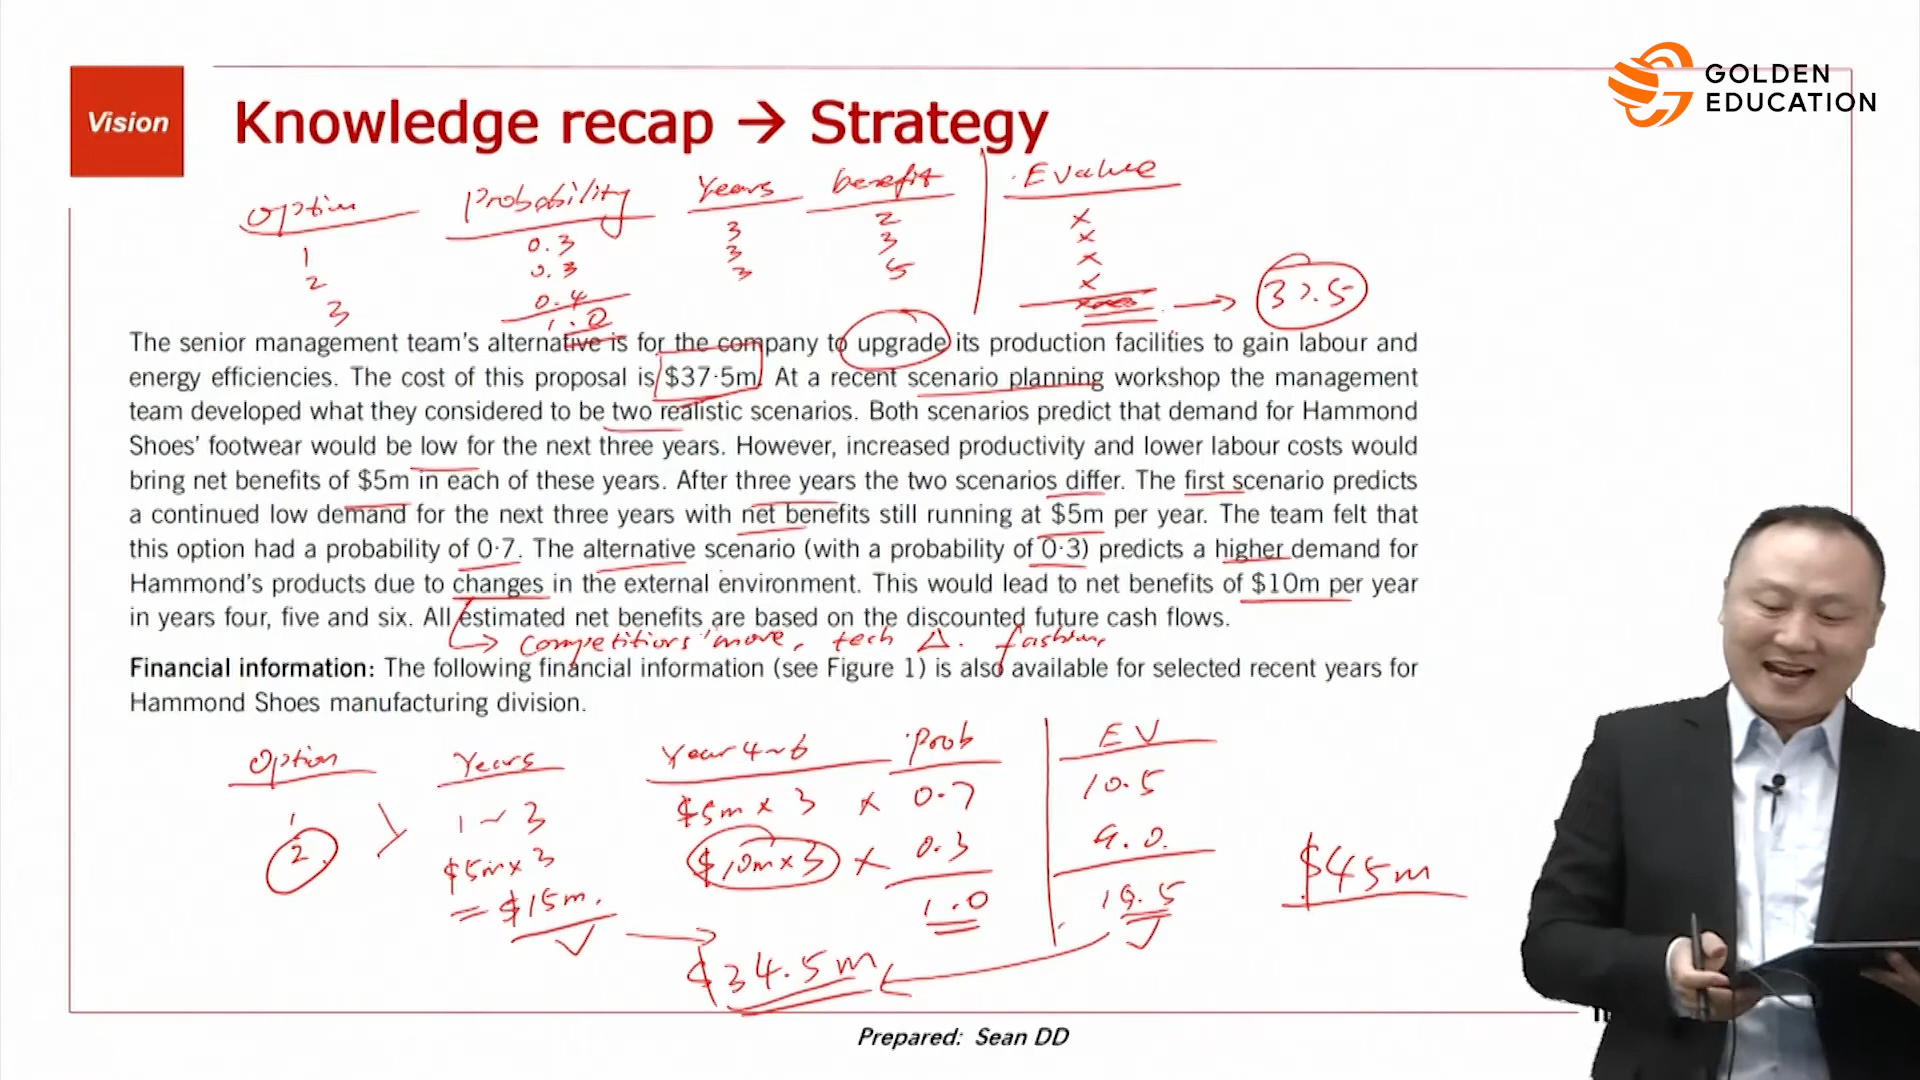 GOLDEN
EDUCATION
Vision
Knowledge recap → Strategy
Option Probability Years benefit E value
1 0.3 3 2 x
2 0.3 3 3 x
3 0.4 3 5 x
x
1.0 → 37.5
The senior management team's alternative is for the company to upgrade its production facilities to gain labour and
energy efficiencies. The cost of this proposal is $37·5m. At a recent scenario planning workshop the management
team developed what they considered to be two realistic scenarios. Both scenarios predict that demand for Hammond
Shoes' footwear would be low for the next three years. However, increased productivity and lower labour costs would
bring net benefits of $5m in each of these years. After three years the two scenarios differ. The first scenario predicts
a continued low demand for the next three years with net benefits still running at $5m per year. The team felt that
this option had a probability of 0·7. The alternative scenario (with a probability of 0·3) predicts a higher demand for
Hammond's products due to changes in the external environment. This would lead to net benefits of $10m per year
in years four, five and six. All estimated net benefits are based on the discounted future cash flows.
→ competitiors' move, tech Δ. fashion,
Financial information: The following financial information (see Figure 1) is also available for selected recent years for
Hammond Shoes manufacturing division.
Option Years Year 4~6 Prob EV
1 1~3 $5m x 3 x 0.7 10.5
2. $5m x 3 $10m x 3 x 0.3 9.0.
= $15m. 1.0 19.5
$45m
$34.5m
Prepared: Sean DD